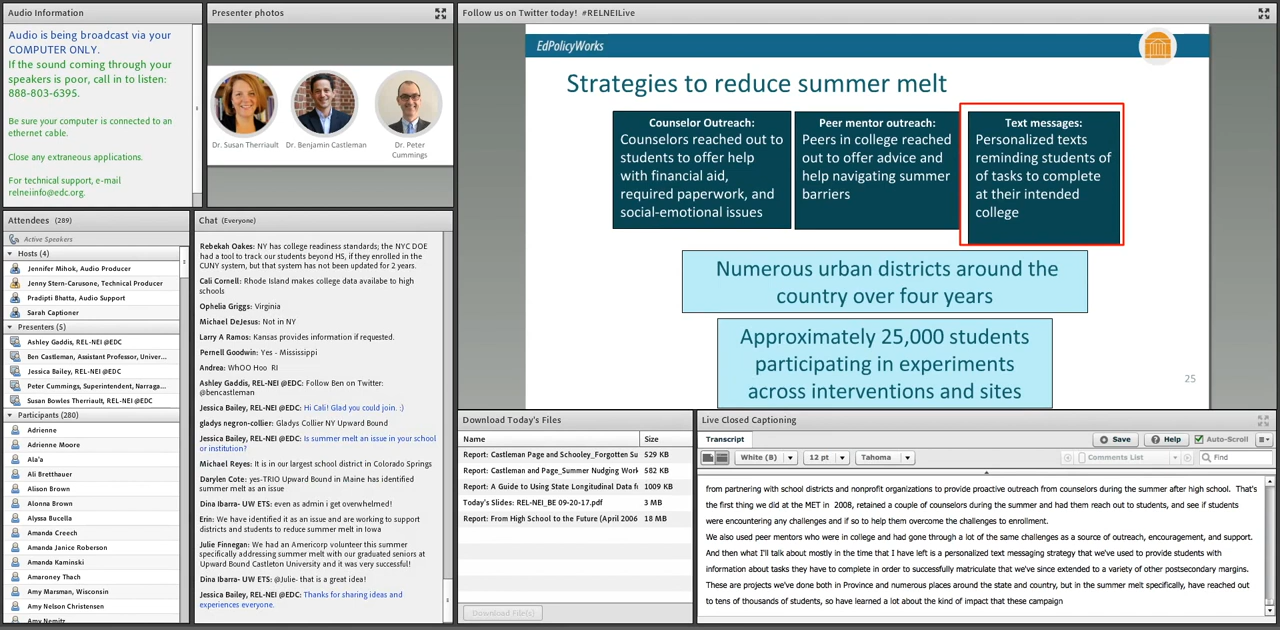 Audio Information
Audio is being broadcast via your
COMPUTER ONLY.
If the sound coming through your
speakers is poor, call in to listen:
888-803-6395.
Be sure your computer is connected to an
ethernet cable.
Close any extraneous applications.
For technical support, e-mail
relneiinfo@edc.org.
Presenter photos
Dr. Susan Therriault
Dr. Benjamin Castleman
Dr. Peter
Cummings
Attendees (289)
Active Speakers
Hosts (4)
Jennifer Mihok, Audio Producer
Jenny Stern-Carusone, Technical Producer
Pradipti Bhatta, Audio Support
Sarah Captioner
Presenters (5)
Ashley Gaddis, REL-NEI @EDC
Ben Castleman, Assistant Professor, Univer...
Jessica Bailey, REL-NEI @EDC
Peter Cummings, Superintendent, Narraga...
Susan Bowles Therriault, REL-NEI @EDC
Participants (280)
Adrienne
Adrienne Moore
Ala'a
Ali Bretthauer
Alison Brown
Alonna Brown
Alyssa Bucella
Amanda Creech
Amanda Janice Roberson
Amanda Kaminski
Amaroney Thach
Amy Marsman, Wisconsin
Amy Nelson Christensen
Amy Nemitz
Chat (Everyone)
Rebekah Oakes: NY has college readiness standards; the NYC DOE
had a tool to track our students beyond HS, if they enrolled in the
CUNY system, but that system has not been updated for 2 years.
Cali Cornell: Rhode Island makes college data availabe to high
schools
Ophelia Griggs: Virginia
Michael DeJesus: Not in NY
Larry A Ramos: Kansas provides information if requested.
Pernell Goodwin: Yes - Mississippi
Andrea: WhOO Hoo RI
Ashley Gaddis, REL-NEI @EDC: Follow Ben on Twitter:
@bencastleman
Jessica Bailey, REL-NEI @EDC: Hi Cali! Glad you could join. :)
gladys negron-collier: Gladys Collier NY Upward Bound
Jessica Bailey, REL-NEI @EDC: Is summer melt an issue in your school
or institution?
Michael Reyes: It is in our largest school district in Colorado Springs
Darylen Cote: yes-TRIO Upward Bound in Maine has identified
summer melt as an issue
Dina Ibarra- UW ETS: even as admin i get overwhelmed!
Erin: We have identified it as an issue and are working to support
districts and students to reduce summer melt in Iowa
Julie Finnegan: We had an Americorp volunteer this summer
specifically addressing summer melt with our graduated seniors at
Upward Bound Castleton University and it was very successful!
Dina Ibarra- UW ETS: @Julie- that is a great idea!
Jessica Bailey, REL-NEI @EDC: Thanks for sharing ideas and
experiences everyone.
Follow us on Twitter today! #RELNEILive
EdPolicyWorks
Strategies to reduce summer melt
Counselor Outreach:
Counselors reached out to
students to offer help
with financial aid,
required paperwork, and
social-emotional issues
Peer mentor outreach:
Peers in college reached
out to offer advice and
help navigating summer
barriers
Text messages:
Personalized texts
reminding students of
of tasks to complete
at their intended
college
Numerous urban districts around the
country over four years
Approximately 25,000 students
participating in experiments
across interventions and sites
25
Download Today's Files
Name Size
Report: Castleman Page and Schooley_Forgotten Su 529 KB
Report: Castleman and Page_Summer Nudging Work 582 KB
Report: A Guide to Using State Longitudinal Data fo 1009 KB
Today's Slides: REL-NEI_BE 09-20-17.pdf 3 MB
Report: From High School to the Future (April 2006 18 MB
Download File(s)
Live Closed Captioning
Transcript Save Help Auto-Scroll
White (B) 12 pt Tahoma Comments List Find
from partnering with school districts and nonprofit organizations to provide proactive outreach from counselors during the summer after high school. That's
the first thing we did at the MET in 2008, retained a couple of counselors during the summer and had them reach out to students, and see if students
were encountering any challenges and if so to help them overcome the challenges to enrollment.
We also used peer mentors who were in college and had gone through a lot of the same challenges as a source of outreach, encouragement, and support.
And then what I'll talk about mostly in the time that I have left is a personalized text messaging strategy that we've used to provide students with
information about tasks they have to complete in order to successfully matriculate that we've since extended to a variety of other postsecondary margins.
These are projects we've done both in Province and numerous places around the state and country, but in the summer melt specifically, have reached out
to tens of thousands of students, so have learned a lot about the kind of impact that these campaign